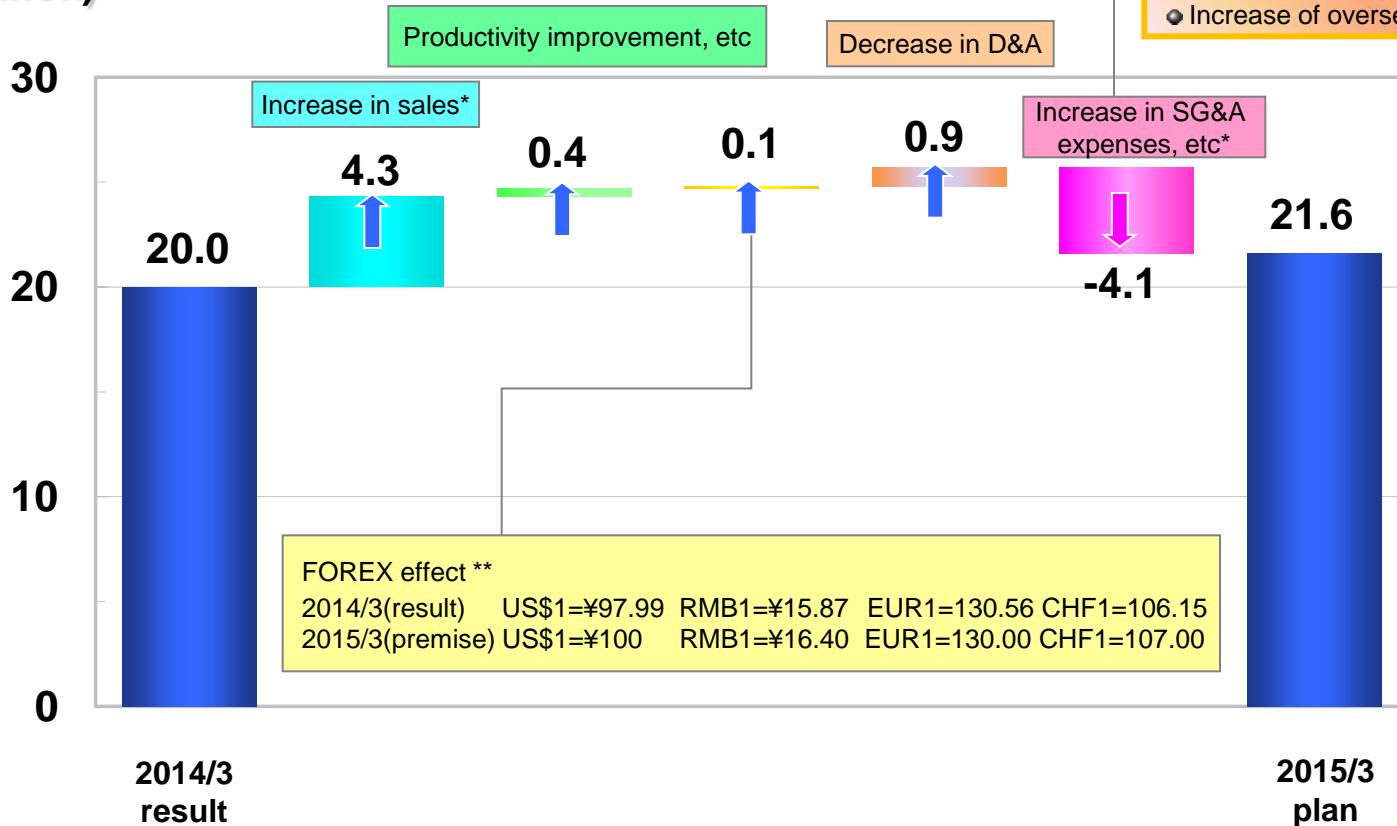 Increase of
Productivity improvement, etc
Decrease in D&A
30
Increase in sales*
Increase in SG&A
expenses, etc*
4.3
0.4
0.1
0.9
20.0
-4.1
21.6
20
10
FOREX effect **
2014/3(result) US$1=¥97.99 RMB1=¥15.87 EUR1=130.56 CHF1=106.15
2015/3(premise) US$1=¥100 RMB1=¥16.40 EUR1=130.00 CHF1=107.00
0
2014/3
result
2015/3
plan